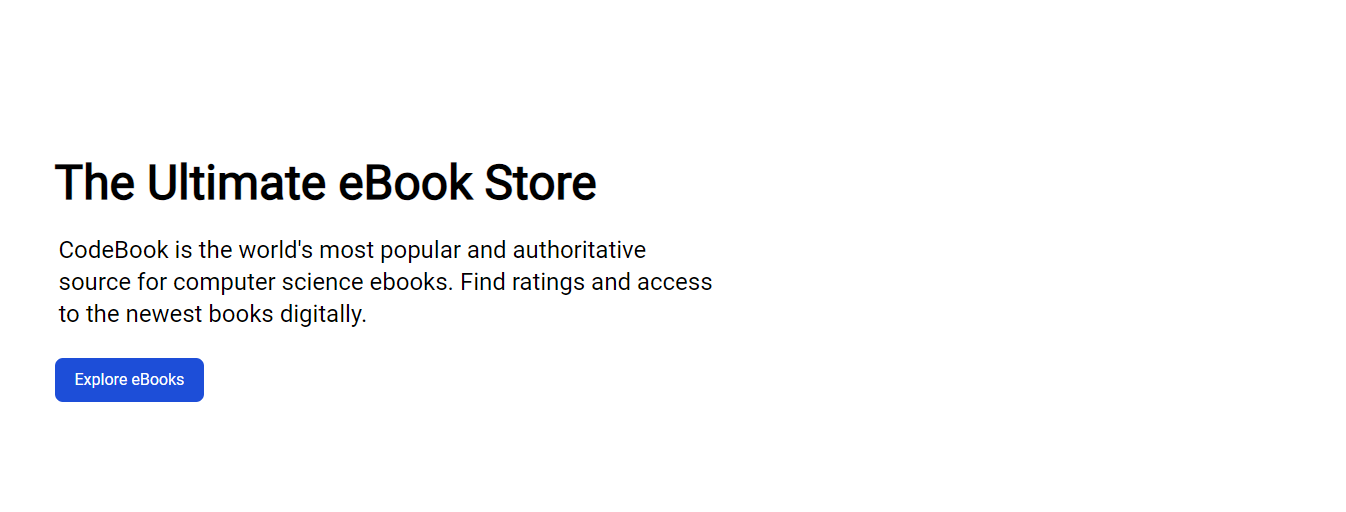 The Ultimate eBook Store
CodeBook is the world's most popular and authoritative
source for computer science ebooks. Find ratings and access
to the newest books digitally.
Explore eBooks